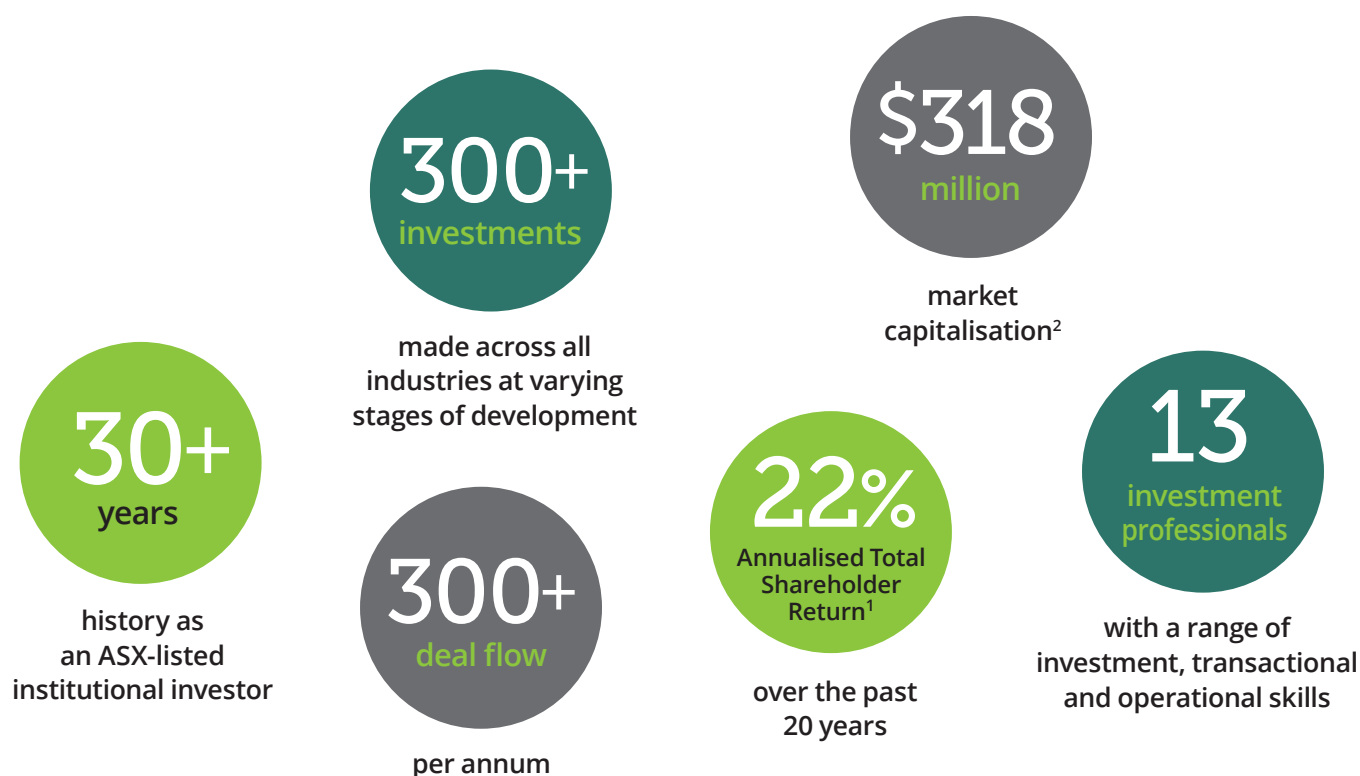 30+
years
history as
an ASX-listed
institutional investor
300+
investments
made across all
industries at varying
stages of development
300+
deal flow
per annum
$318
million
market
capitalisation²
22%
Annualised Total
Shareholder
Return¹
over the past
20 years
13
investment
professionals
with a range of
investment, transactional
and operational skills